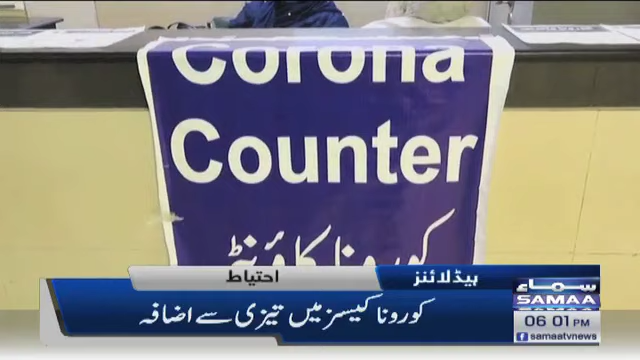 Corona
Counter
کورونا کاؤنٹر
احتیاط
ہیڈلائنز
کورونا کیسز میں تیزی سے اضافہ
سماء
SAMAA
06 01 PM
f samaatvnews